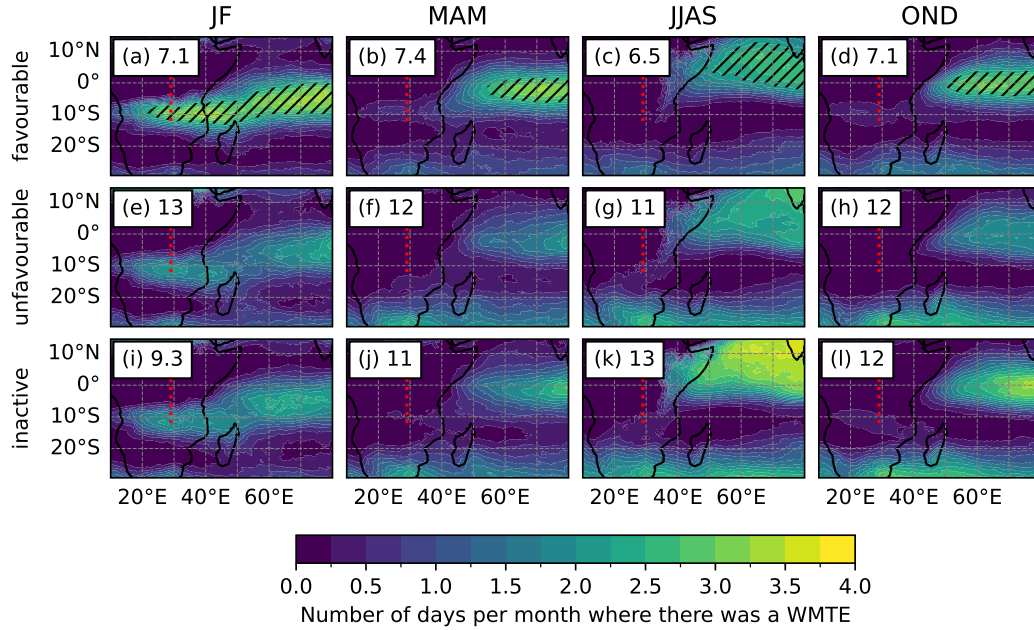 JF MAM JJAS OND
favourable
10°N (a) 7.1 (b) 7.4 (c) 6.5 (d) 7.1
0°
10°S
20°S
unfavourable
10°N (e) 13 (f) 12 (g) 11 (h) 12
0°
10°S
20°S
inactive
10°N (i) 9.3 (j) 11 (k) 13 (l) 12
0°
10°S
20°S
20°E 40°E 60°E 20°E 40°E 60°E 20°E 40°E 60°E 20°E 40°E 60°E
0.0 0.5 1.0 1.5 2.0 2.5 3.0 3.5 4.0
Number of days per month where there was a WMTE